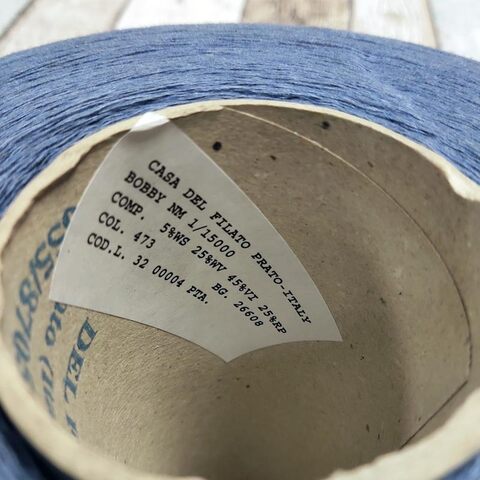 CASA DEL FILATO PRATO-ITALY
BOBBY NM 1/15000
COMP. 5%WS 25%WV 45%VI 25%RP
COL. 473 BG. 26608
COD.L. 32 00004 PTA.
DEL